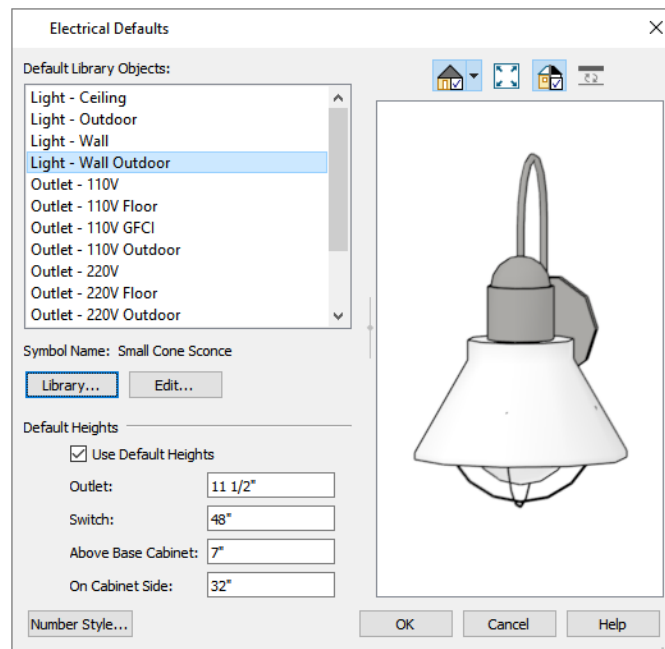 Electrical Defaults
Default Library Objects:
Light - Ceiling
Light - Outdoor
Light - Wall
Light - Wall Outdoor
Outlet - 110V
Outlet - 110V Floor
Outlet - 110V GFCI
Outlet - 110V Outdoor
Outlet - 220V
Outlet - 220V Floor
Outlet - 220V Outdoor
Symbol Name: Small Cone Sconce
Library... Edit...
Default Heights
Use Default Heights
Outlet: 11 1/2"
Switch: 48"
Above Base Cabinet: 7"
On Cabinet Side: 32"
Number Style... OK Cancel Help